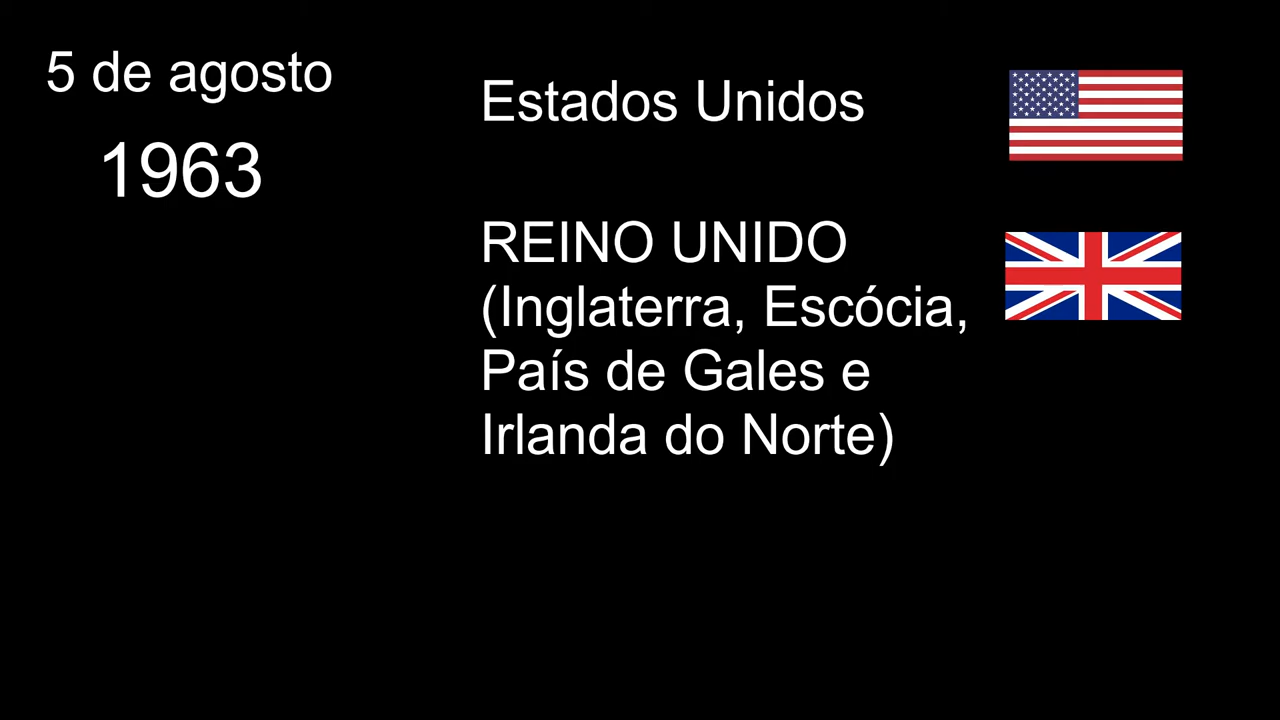 5 de agosto
1963
Estados Unidos
REINO UNIDO
(Inglaterra, Escócia,
País de Gales e
Irlanda do Norte)